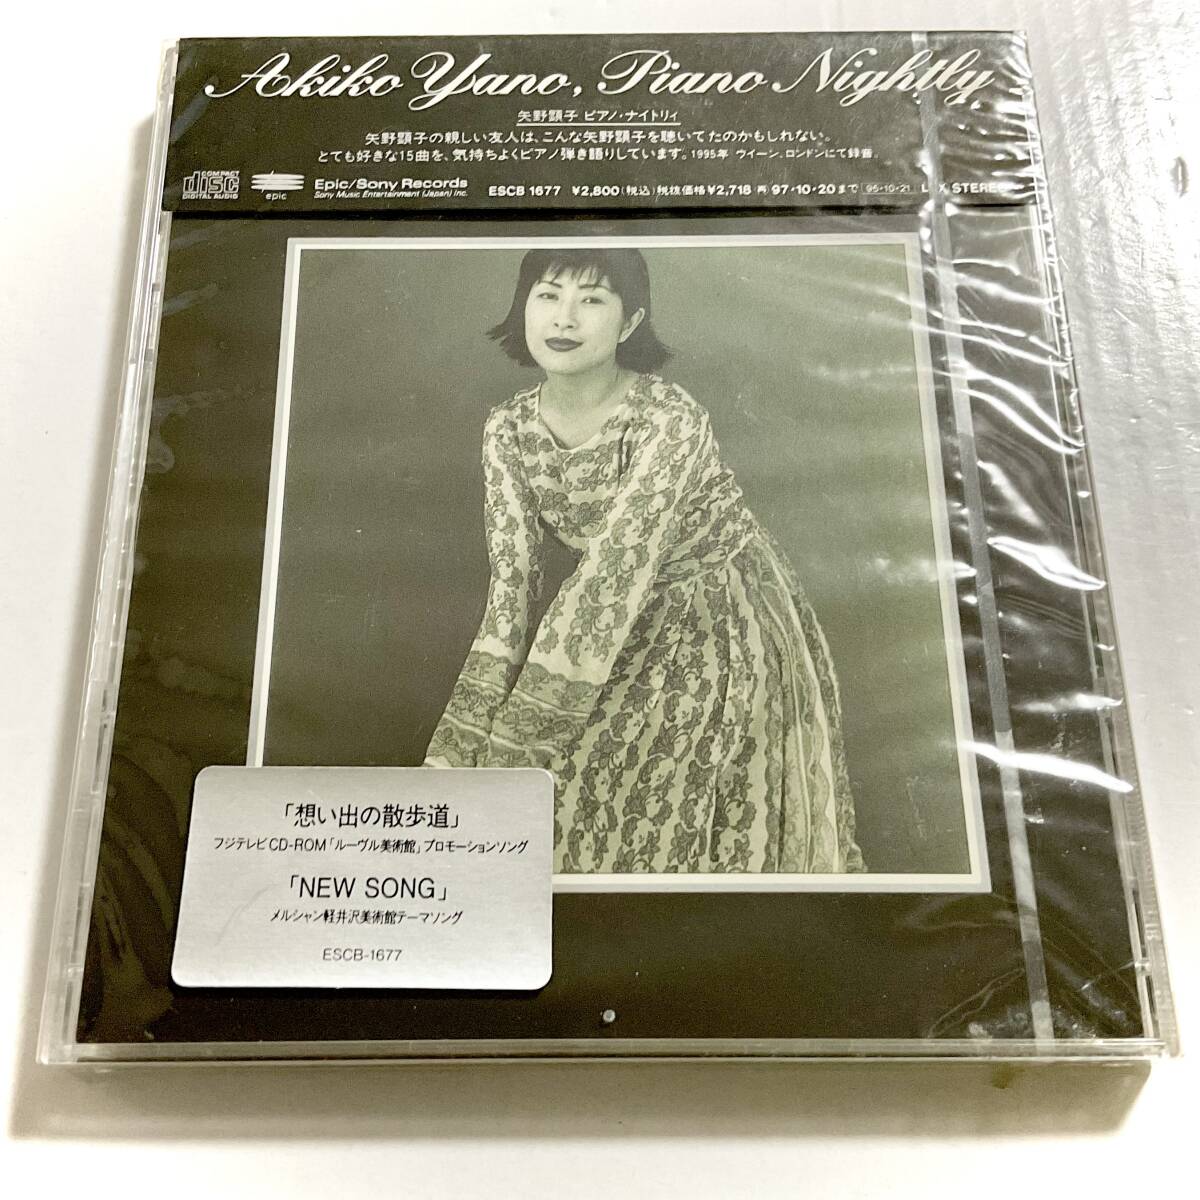 Akiko Yano, Piano Nightly
矢野顕子 ピアノ・ナイトリィ
矢野顕子の親しい友人は、こんな矢野顕子を聴いてたのかもしれない。
とても好きな15曲を、気持ちよくピアノ弾き語りしています。1995年 ウィーン、ロンドンにて録音。
COMPACT disc DIGITAL AUDIO
epic
Epic/Sony Records
Sony Music Entertainment (Japan) Inc.
ESCB 1677 ¥2,800(税込)税抜価格¥2,718 (再)97・10・20まで 95・10・21 STEREO
「想い出の散歩道」
フジテレビCD-ROM「ルーヴル美術館」プロモーションソング
「NEW SONG」
メルシャン軽井沢美術館テーマソング
ESCB-1677